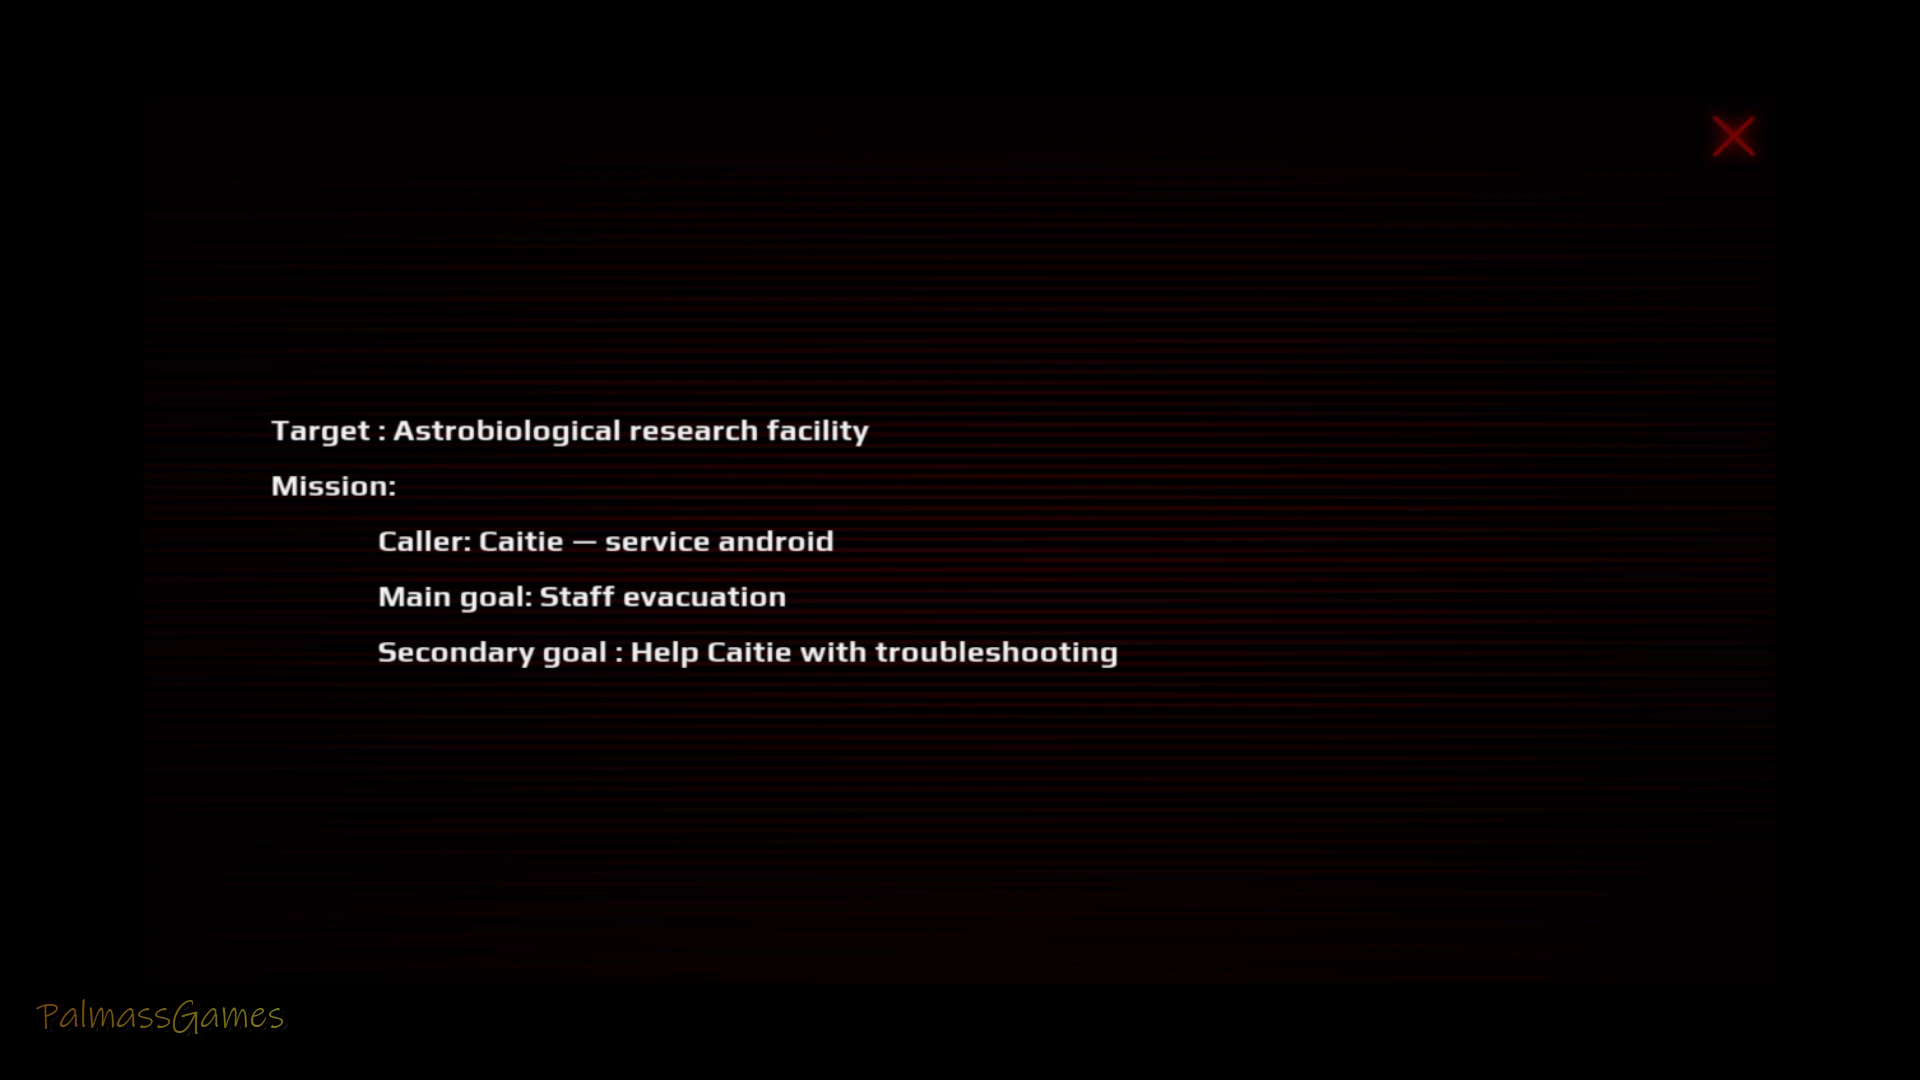 Target : Astrobiological research facility
Mission:
Caller: Caitie — service android
Main goal: Staff evacuation
Secondary goal : Help Caitie with troubleshooting
PalmassGames